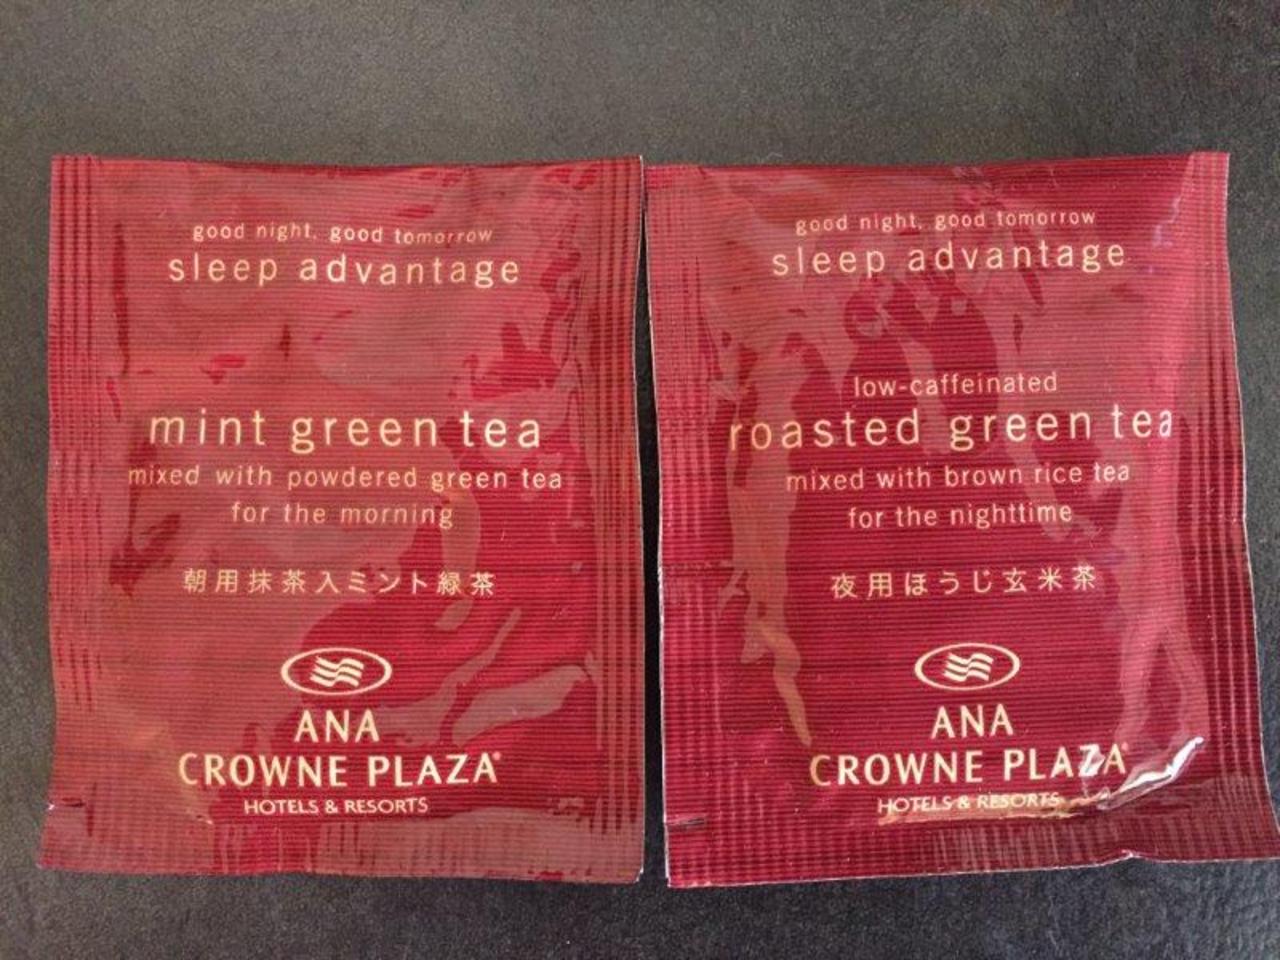 good night, good tomorrow
sleep advantage
mint green tea
mixed with powdered green tea
for the morning
朝用抹茶入ミント緑茶
ANA
CROWNE PLAZA®
HOTELS & RESORTS
good night, good tomorrow
sleep advantage
low-caffeinated
roasted green tea
mixed with brown rice tea
for the nighttime
夜用ほうじ玄米茶
ANA
CROWNE PLAZA®
HOTELS & RESORTS